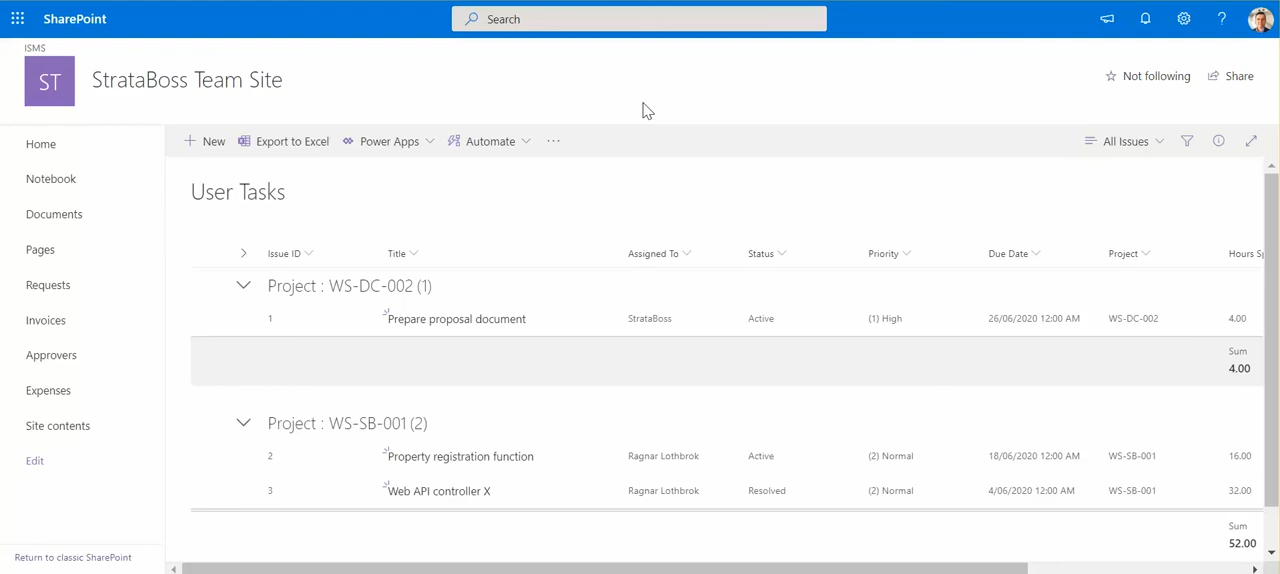 SharePoint
Search
?
ISMS
ST
StrataBoss Team Site
Not following
Share
Home
Notebook
Documents
Pages
Requests
Invoices
Approvers
Expenses
Site contents
Edit
Return to classic SharePoint
New Export to Excel Power Apps Automate ... All Issues
User Tasks
Issue ID Title Assigned To Status Priority Due Date Project Hours Sp
Project : WS-DC-002 (1)
1 Prepare proposal document StrataBoss Active (1) High 26/06/2020 12:00 AM WS-DC-002 4.00
Sum
4.00
Project : WS-SB-001 (2)
2 Property registration function Ragnar Lothbrok Active (2) Normal 18/06/2020 12:00 AM WS-SB-001 16.00
3 Web API controller X Ragnar Lothbrok Resolved (2) Normal 4/06/2020 12:00 AM WS-SB-001 32.00
Sum
52.00